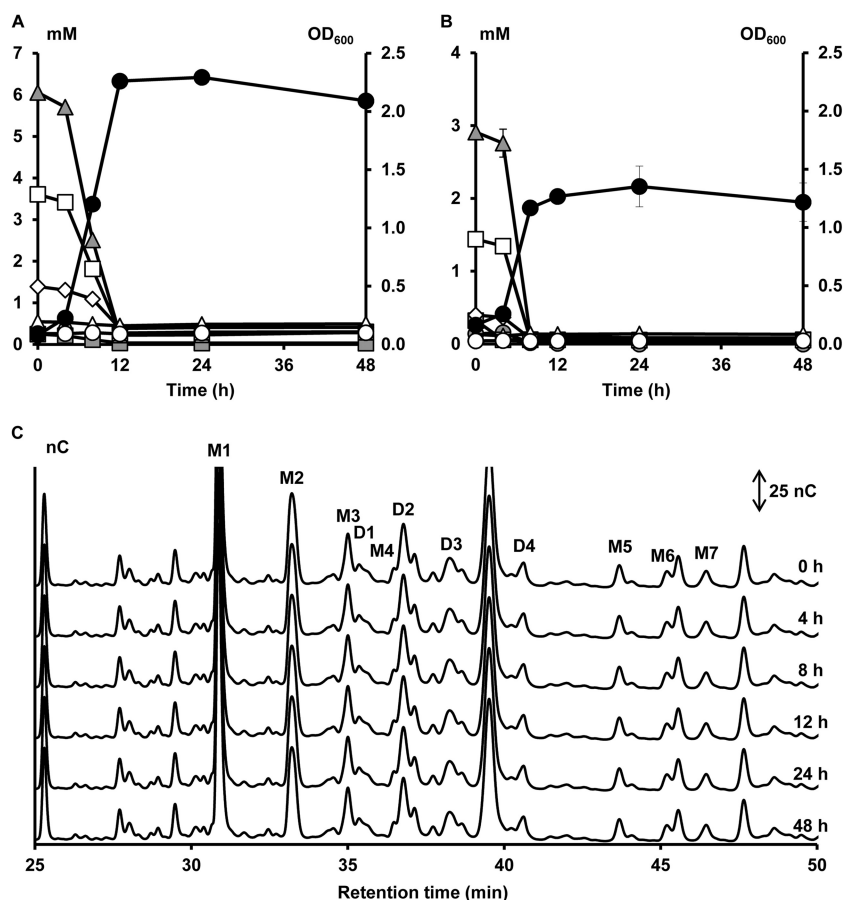 A
B
mM
OD600
mM
OD600
7
6
5
4
3
2
1
0
2.5
2.0
1.5
1.0
0.5
0.0
4
3
2
1
0
2.5
2.0
1.5
1.0
0.5
0.0
0 12 24 36 48
0 12 24 36 48
Time (h)
Time (h)
C
nC
M1
M2
M3
D1
M4
D2
D3
D4
M5
M6
M7
25 nC
0 h
4 h
8 h
12 h
24 h
48 h
25 30 35 40 45 50
Retention time (min)